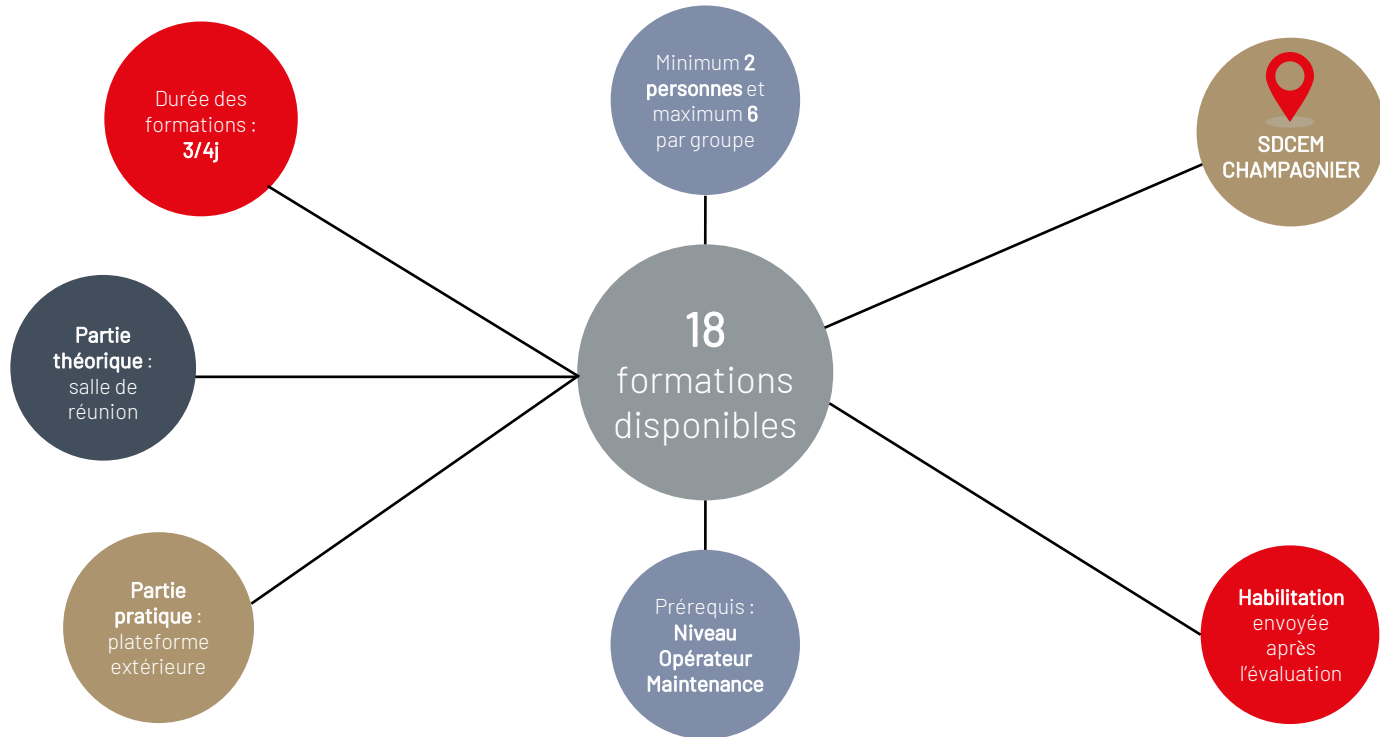 Durée des
formations :
3/4j
Minimum 2
personnes et
maximum 6
par groupe
SDCEM
CHAMPAGNIER
Partie
théorique :
salle de
réunion
18
formations
disponibles
Partie
pratique :
plateforme
extérieure
Prérequis :
Niveau
Opérateur
Maintenance
Habilitation
envoyée
après
l’évaluation